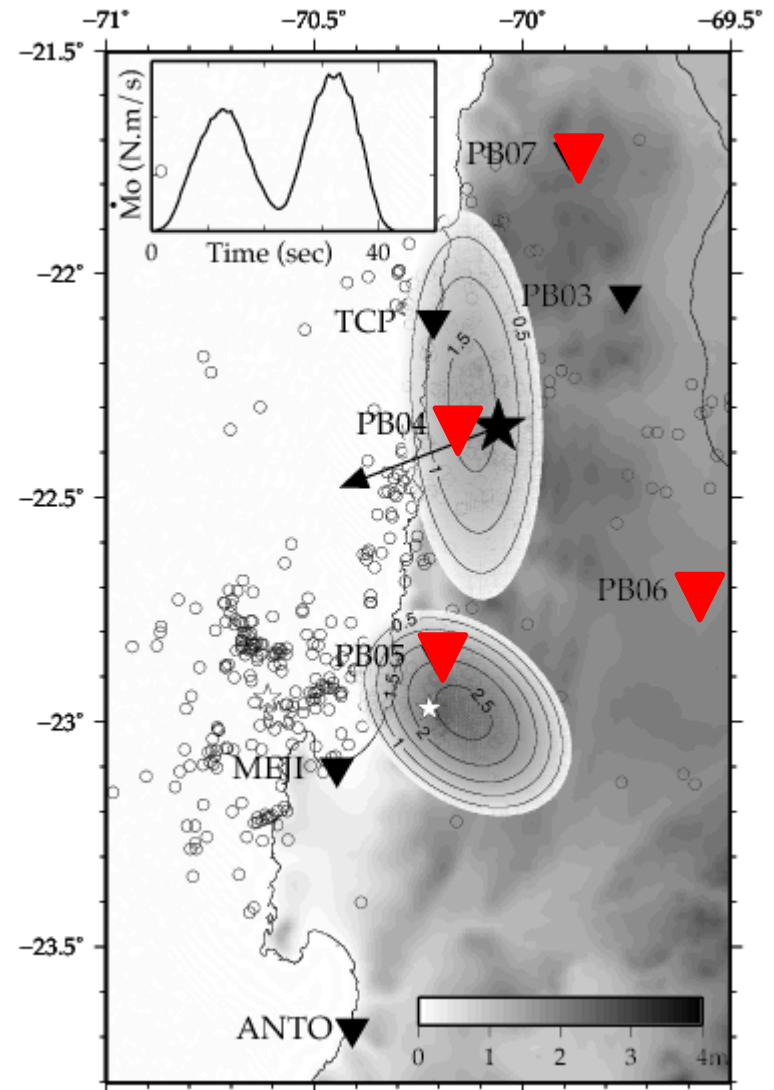 −71° −70.5° −70° −69.5°
−21.5°
Ṁo (N.m/s)
0 40
Time (sec)
PB07
−22°
PB03
TCP
0.5
1.5
PB04
1
−22.5°
PB06
0.5
PB05
1.5
2.5
2
1
−23°
MEJI
−23.5°
ANTO
0 1 2 3 4m